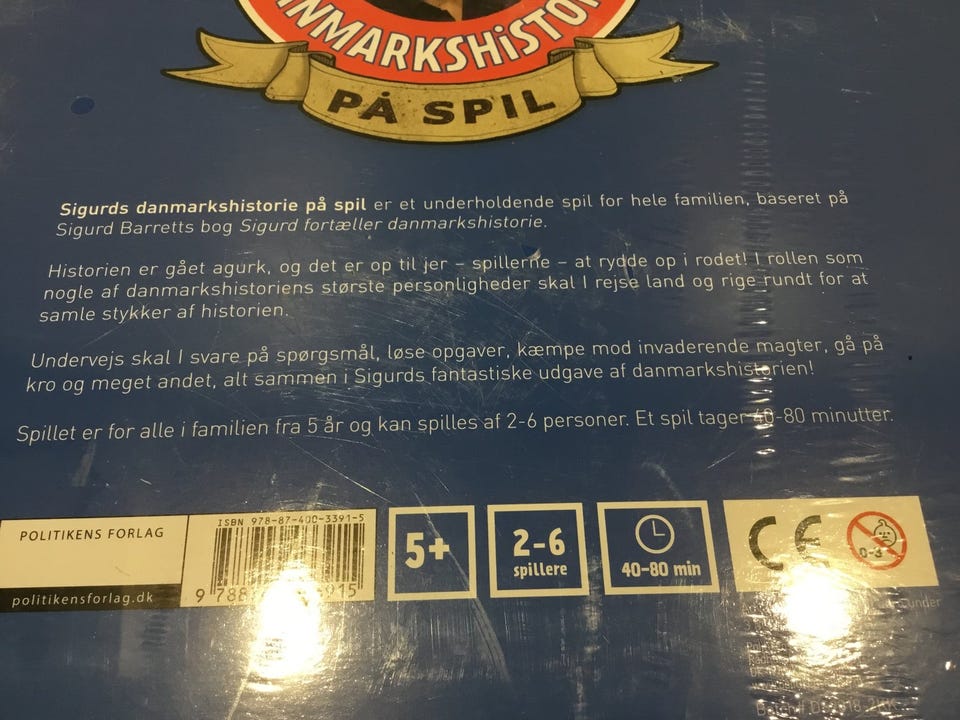 NMARKSHiSTO
PÅ SPIL
Sigurds danmarkshistorie på spil er et underholdende spil for hele familien, baseret på
Sigurd Barretts bog Sigurd fortæller danmarkshistorie.
Historien er gået agurk, og det er op til jer – spillerne – at rydde op i rodet! I rollen som
nogle af danmarkshistoriens største personligheder skal I rejse land og rige rundt for at
samle stykker af historien.
Undervejs skal I svare på spørgsmål, løse opgaver, kæmpe mod invaderende magter, gå på
kro og meget andet, alt sammen i Sigurds fantastiske udgave af danmarkshistorien!
Spillet er for alle i familien fra 5 år og kan spilles af 2-6 personer. Et spil tager 40-80 minutter.
POLITIKENS FORLAG
politikensforlag.dk
ISBN 978-87-400-3391-5
5+
2-6
spillere
40-80 min
CE
0-3
under